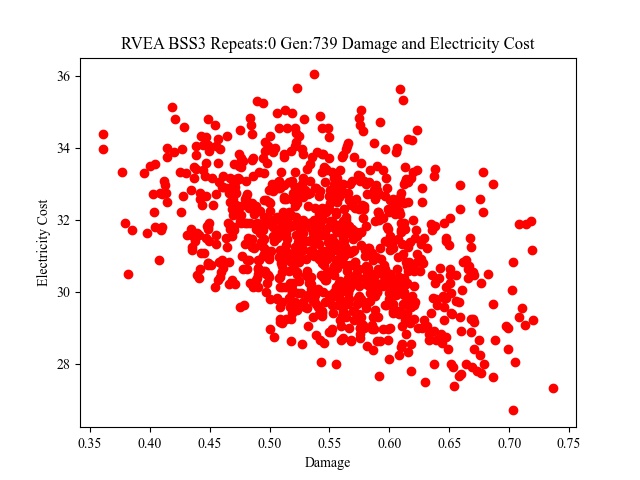 RVEA BSS3 Repeats:0 Gen:739 Damage and Electricity Cost
36
34
32
30
28
Electricity Cost
0.35 0.40 0.45 0.50 0.55 0.60 0.65 0.70 0.75
Damage